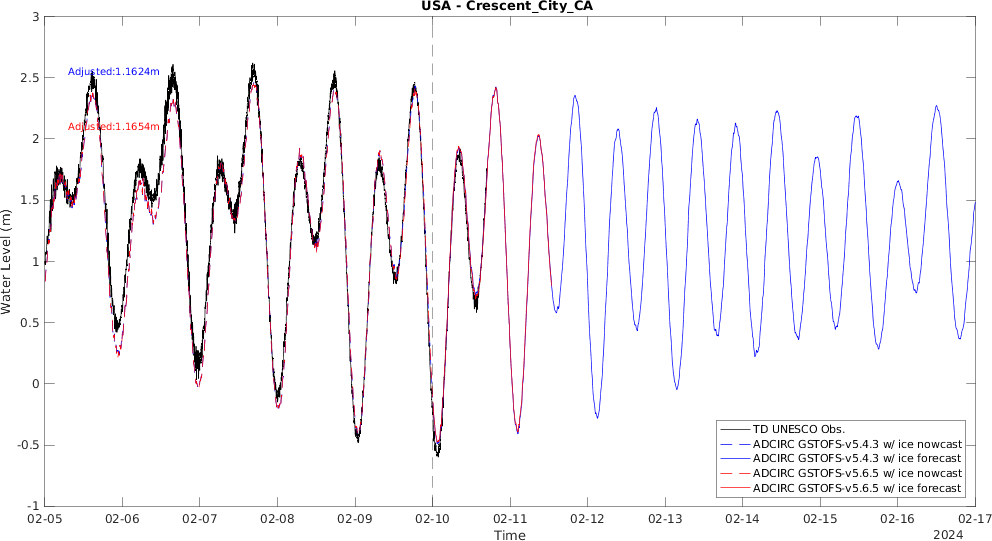 USA - Crescent_City_CA
3
2.5
2
1.5
1
0.5
0
-0.5
-1
Water Level (m)
Adjusted:1.1624m
Adjusted:1.1654m
TD UNESCO Obs.
ADCIRC GSTOFS-v5.4.3 w/ ice nowcast
ADCIRC GSTOFS-v5.4.3 w/ ice forecast
ADCIRC GSTOFS-v5.6.5 w/ ice nowcast
ADCIRC GSTOFS-v5.6.5 w/ ice forecast
02-05 02-06 02-07 02-08 02-09 02-10 02-11 02-12 02-13 02-14 02-15 02-16 02-17
Time
2024